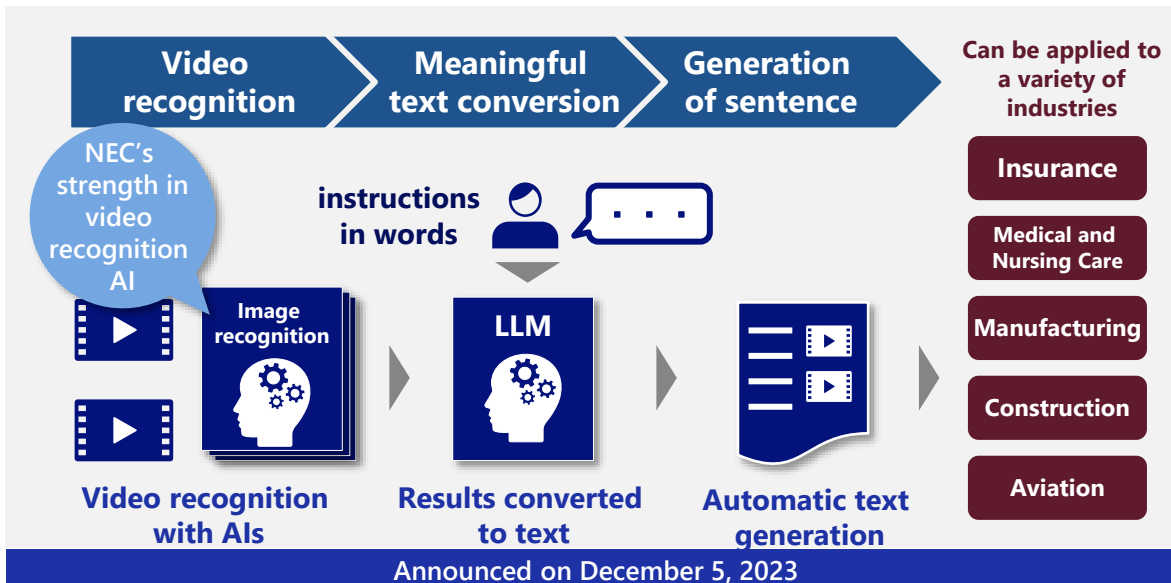 Video
recognition
Meaningful
text conversion
Generation
of sentence
Can be applied to
a variety of
industries
NEC's
strength in
video
recognition
AI
instructions
in words
Image
recognition
LLM
Video recognition
with AIs
Results converted
to text
Automatic text
generation
Insurance
Medical and
Nursing Care
Manufacturing
Construction
Aviation
Announced on December 5, 2023